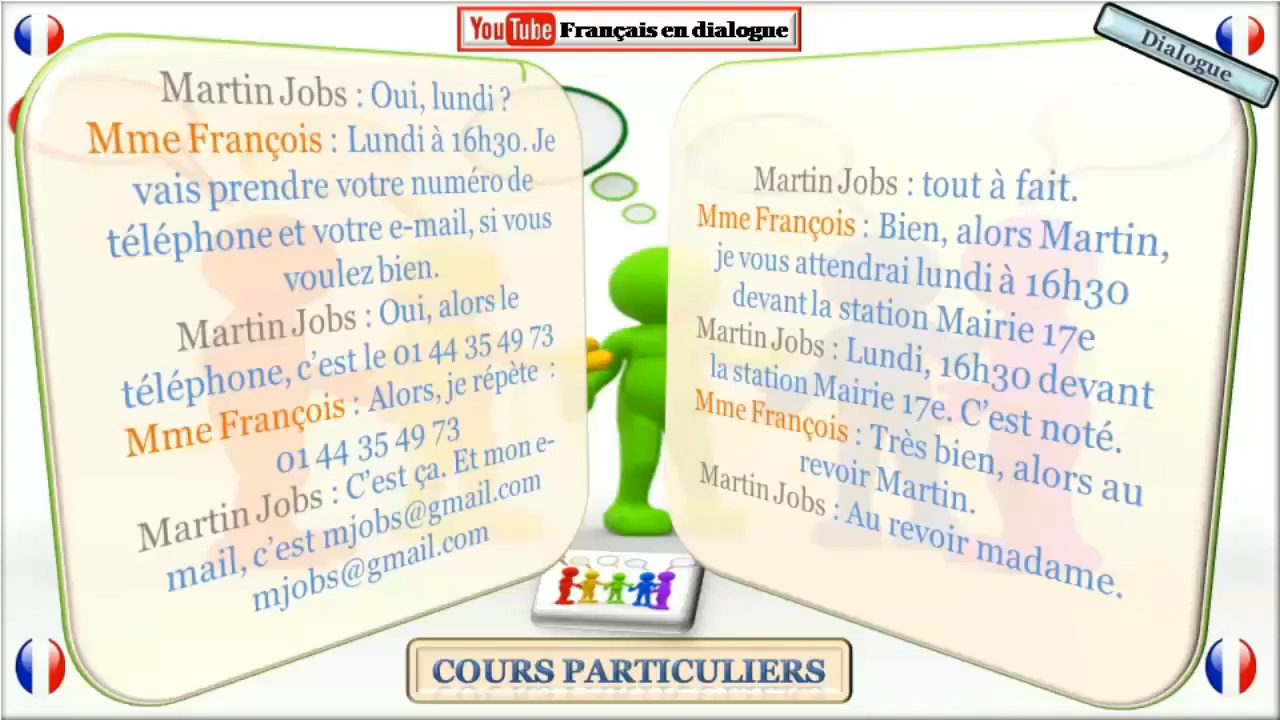 YouTube Français en dialogue
Dialogue
Martin Jobs : Oui, lundi ?
Mme François : Lundi à 16h30. Je
vais prendre votre numéro de
téléphone et votre e-mail, si vous
voulez bien.
Martin Jobs : Oui, alors le
téléphone, c’est le 01 44 35 49 73
Mme François : Alors, je répète :
01 44 35 49 73
Martin Jobs : C’est ça. Et mon e-
mail, c’est mjobs@gmail.com
mjobs@gmail.com
Martin Jobs : tout à fait.
Mme François : Bien, alors Martin,
je vous attendrai lundi à 16h30
devant la station Mairie 17e
Martin Jobs : Lundi, 16h30 devant
la station Mairie 17e. C’est noté.
Mme François : Très bien, alors au
revoir Martin.
Martin Jobs : Au revoir madame.
COURS PARTICULIERS